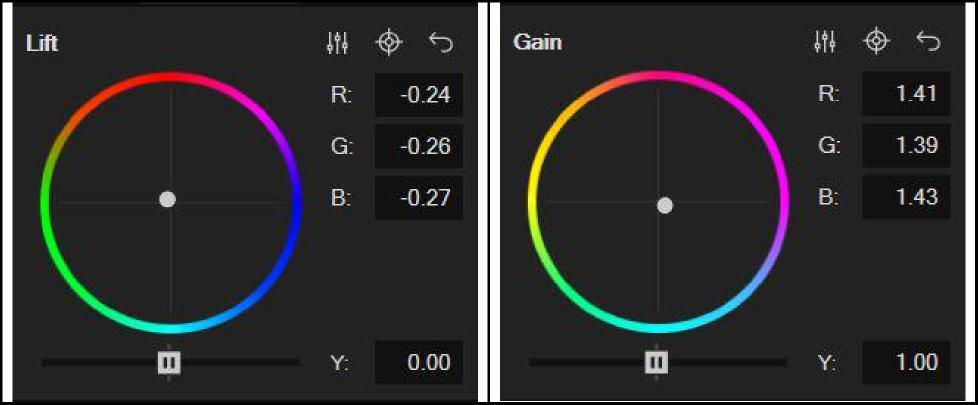 Lift
R: -0.24
G: -0.26
B: -0.27
Y: 0.00
Gain
R: 1.41
G: 1.39
B: 1.43
Y: 1.00